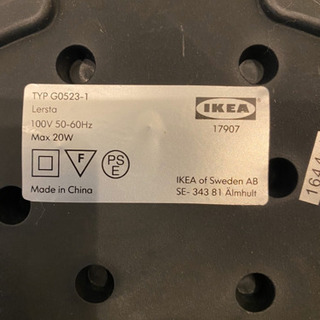 TYP G0523-1
Lersta
100V 50-60Hz
Max 20W
F
PS
E
Made in China
IKEA
17907
IKEA of Sweden AB
SE- 343 81 Älmhult
1644